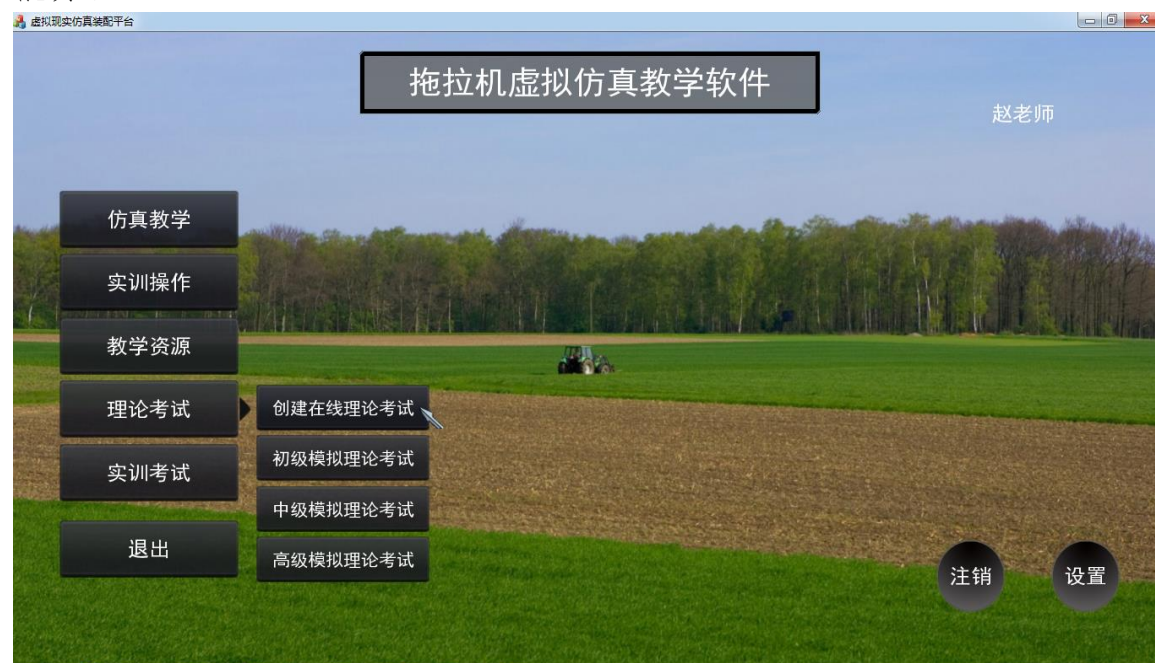 虚拟现实仿真装配平台
拖拉机虚拟仿真教学软件
赵老师
仿真教学
实训操作
教学资源
理论考试
创建在线理论考试
初级模拟理论考试
实训考试
中级模拟理论考试
退出
高级模拟理论考试
注销
设置